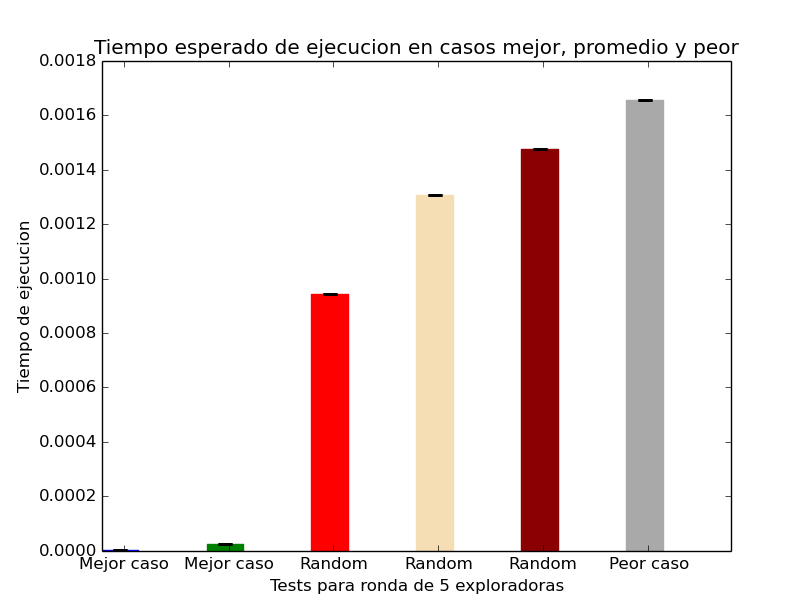 Tiempo esperado de ejecucion en casos mejor, promedio y peor
0.0018
0.0016
0.0014
0.0012
0.0010
0.0008
0.0006
0.0004
0.0002
0.0000
Tiempo de ejecucion
Mejor caso Mejor caso Random Random Random Peor caso
Tests para ronda de 5 exploradoras